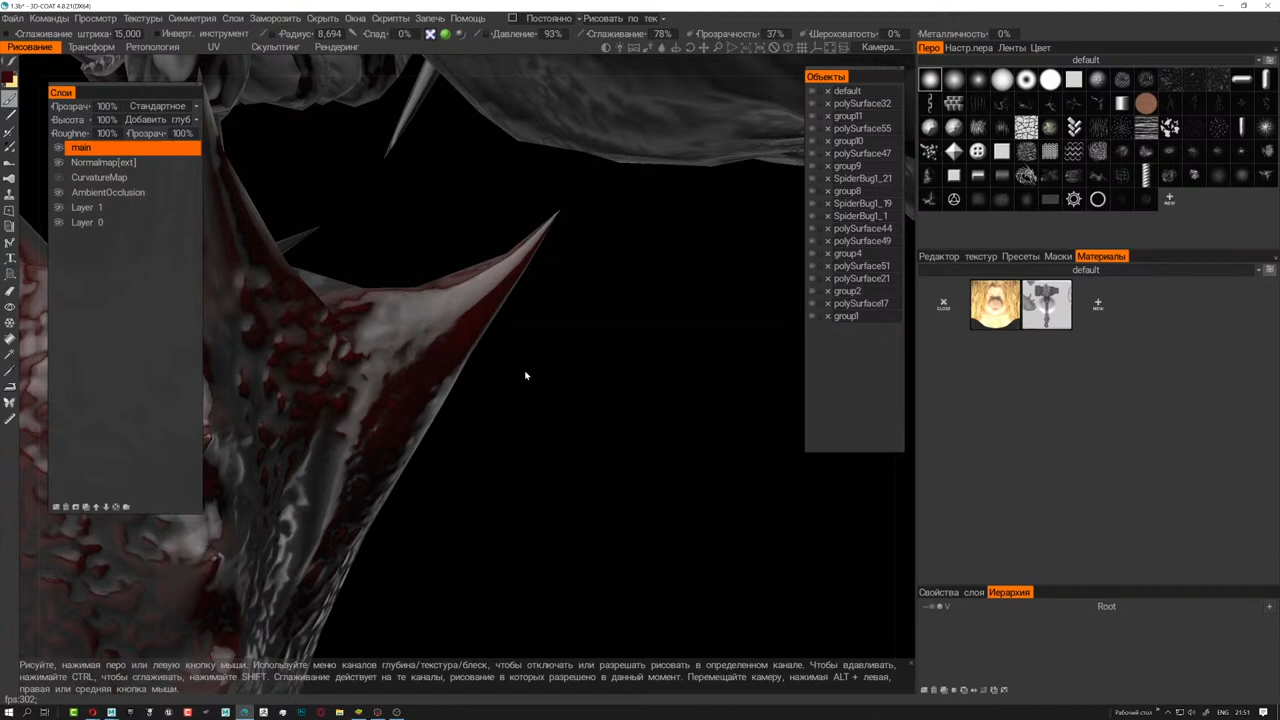 1.3b* - 3D-COAT 4.8.21(DX64)
Файл Команды Просмотр Текстуры Симметрия Слои Заморозить Скрыть Окна Скрипты Запечь Помощь Постоянно Рисовать по тек
Сглаживание штриха 15,000 Инверт. инструмент Радиус 8,694 Спад 0% Давление 93% Сглаживание 78% Прозрачность 37% Шероховатость 0% Металличность 0%
Рисование Трансформ Ретопология UV Скульптинг Рендеринг Камера...
Перо Настр.пера Ленты Цвет
default
NEW
Слои
Прозрач 100% Стандартное
Высота 100% Добавить глуб
Roughne 100% Прозрач 100%
main
Normalmap[ext]
CurvatureMap
AmbientOcclusion
Layer 1
Layer 0
Объекты
default
polySurface32
group11
polySurface55
group10
polySurface47
group9
SpiderBug1_21
group8
SpiderBug1_19
SpiderBug1_1
polySurface44
polySurface49
group4
polySurface51
polySurface21
group2
polySurface17
group1
Редактор текстур Пресеты Маски Материалы
default
CLOSE
NEW
Свойства слоя Иерархия
V Root +
Рисуйте, нажимая перо или левую кнопку мыши. Используйте меню каналов глубина/текстура/блеск, чтобы отключать или разрешать рисовать в определенном канале. Чтобы вдавливать,
нажимайте CTRL, чтобы сглаживать, нажимайте SHIFT. Сглаживание действует на те каналы, рисование в которых разрешено в данный момент. Перемещайте камеру, нажимая ALT + левая,
правая или средняя кнопка мыши.
fps:302;
Рабочий стол ENG 21:51